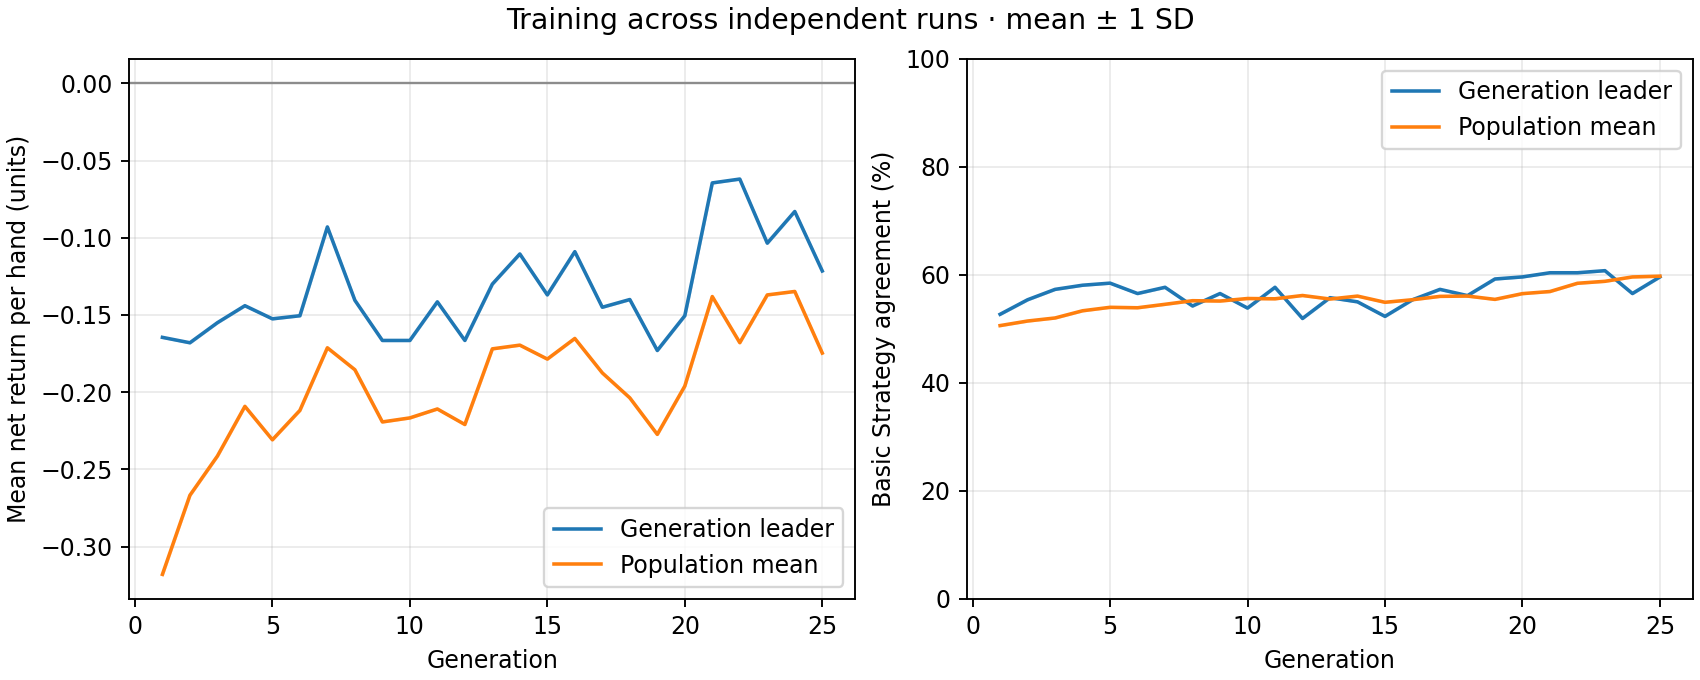 Training across independent runs · mean ± 1 SD
Mean net return per hand (units)
0.00
−0.05
−0.10
−0.15
−0.20
−0.25
−0.30
Generation leader
Population mean
0 5 10 15 20 25
Generation
Basic Strategy agreement (%)
100
80
60
40
20
0
Generation leader
Population mean
0 5 10 15 20 25
Generation